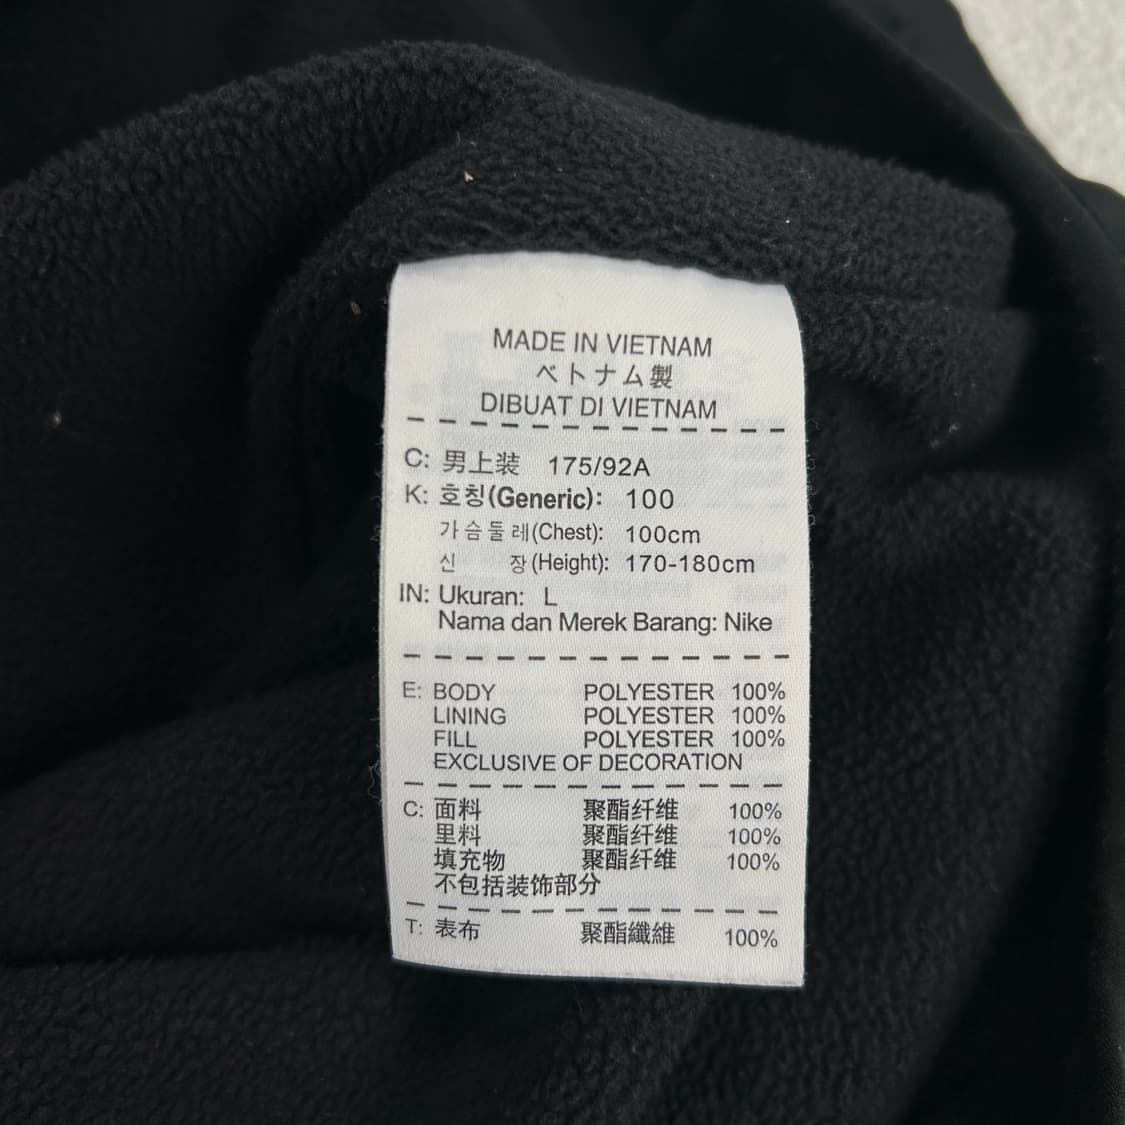 MADE IN VIETNAM
ベトナム製
DIBUAT DI VIETNAM
C: 男上装 175/92A
K: 호칭(Generic): 100
가슴둘레(Chest): 100cm
신 장(Height): 170-180cm
IN: Ukuran: L
Nama dan Merek Barang: Nike
E: BODY POLYESTER 100%
LINING POLYESTER 100%
FILL POLYESTER 100%
EXCLUSIVE OF DECORATION
C: 面料 聚酯纤维 100%
里料 聚酯纤维 100%
填充物 聚酯纤维 100%
不包括装饰部分
T: 表布 聚酯纖維 100%